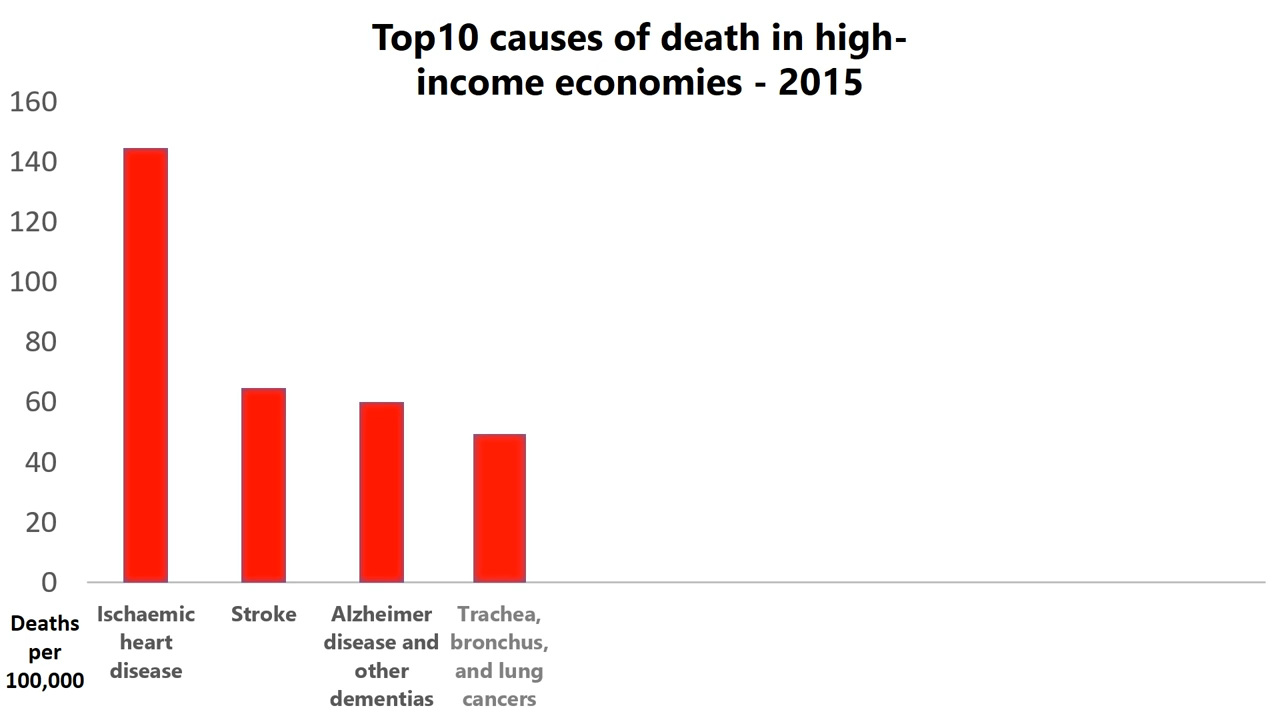 Top10 causes of death in high-
income economies - 2015
160
140
120
100
80
60
40
20
0
Deaths
per
100,000
Ischaemic
heart
disease
Stroke
Alzheimer
disease and
other
dementias
Trachea,
bronchus,
and lung
cancers